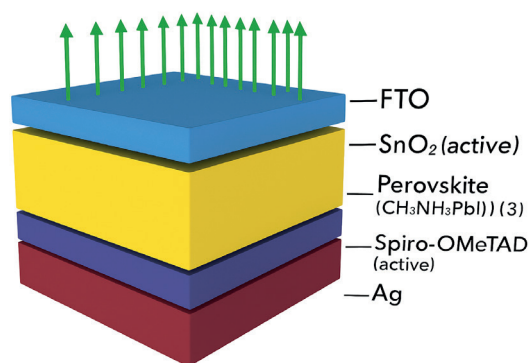 FTO
SnO₂ (active)
Perovskite
(CH₃NH₃PbI)) (3)
Spiro-OMeTAD
(active)
Ag